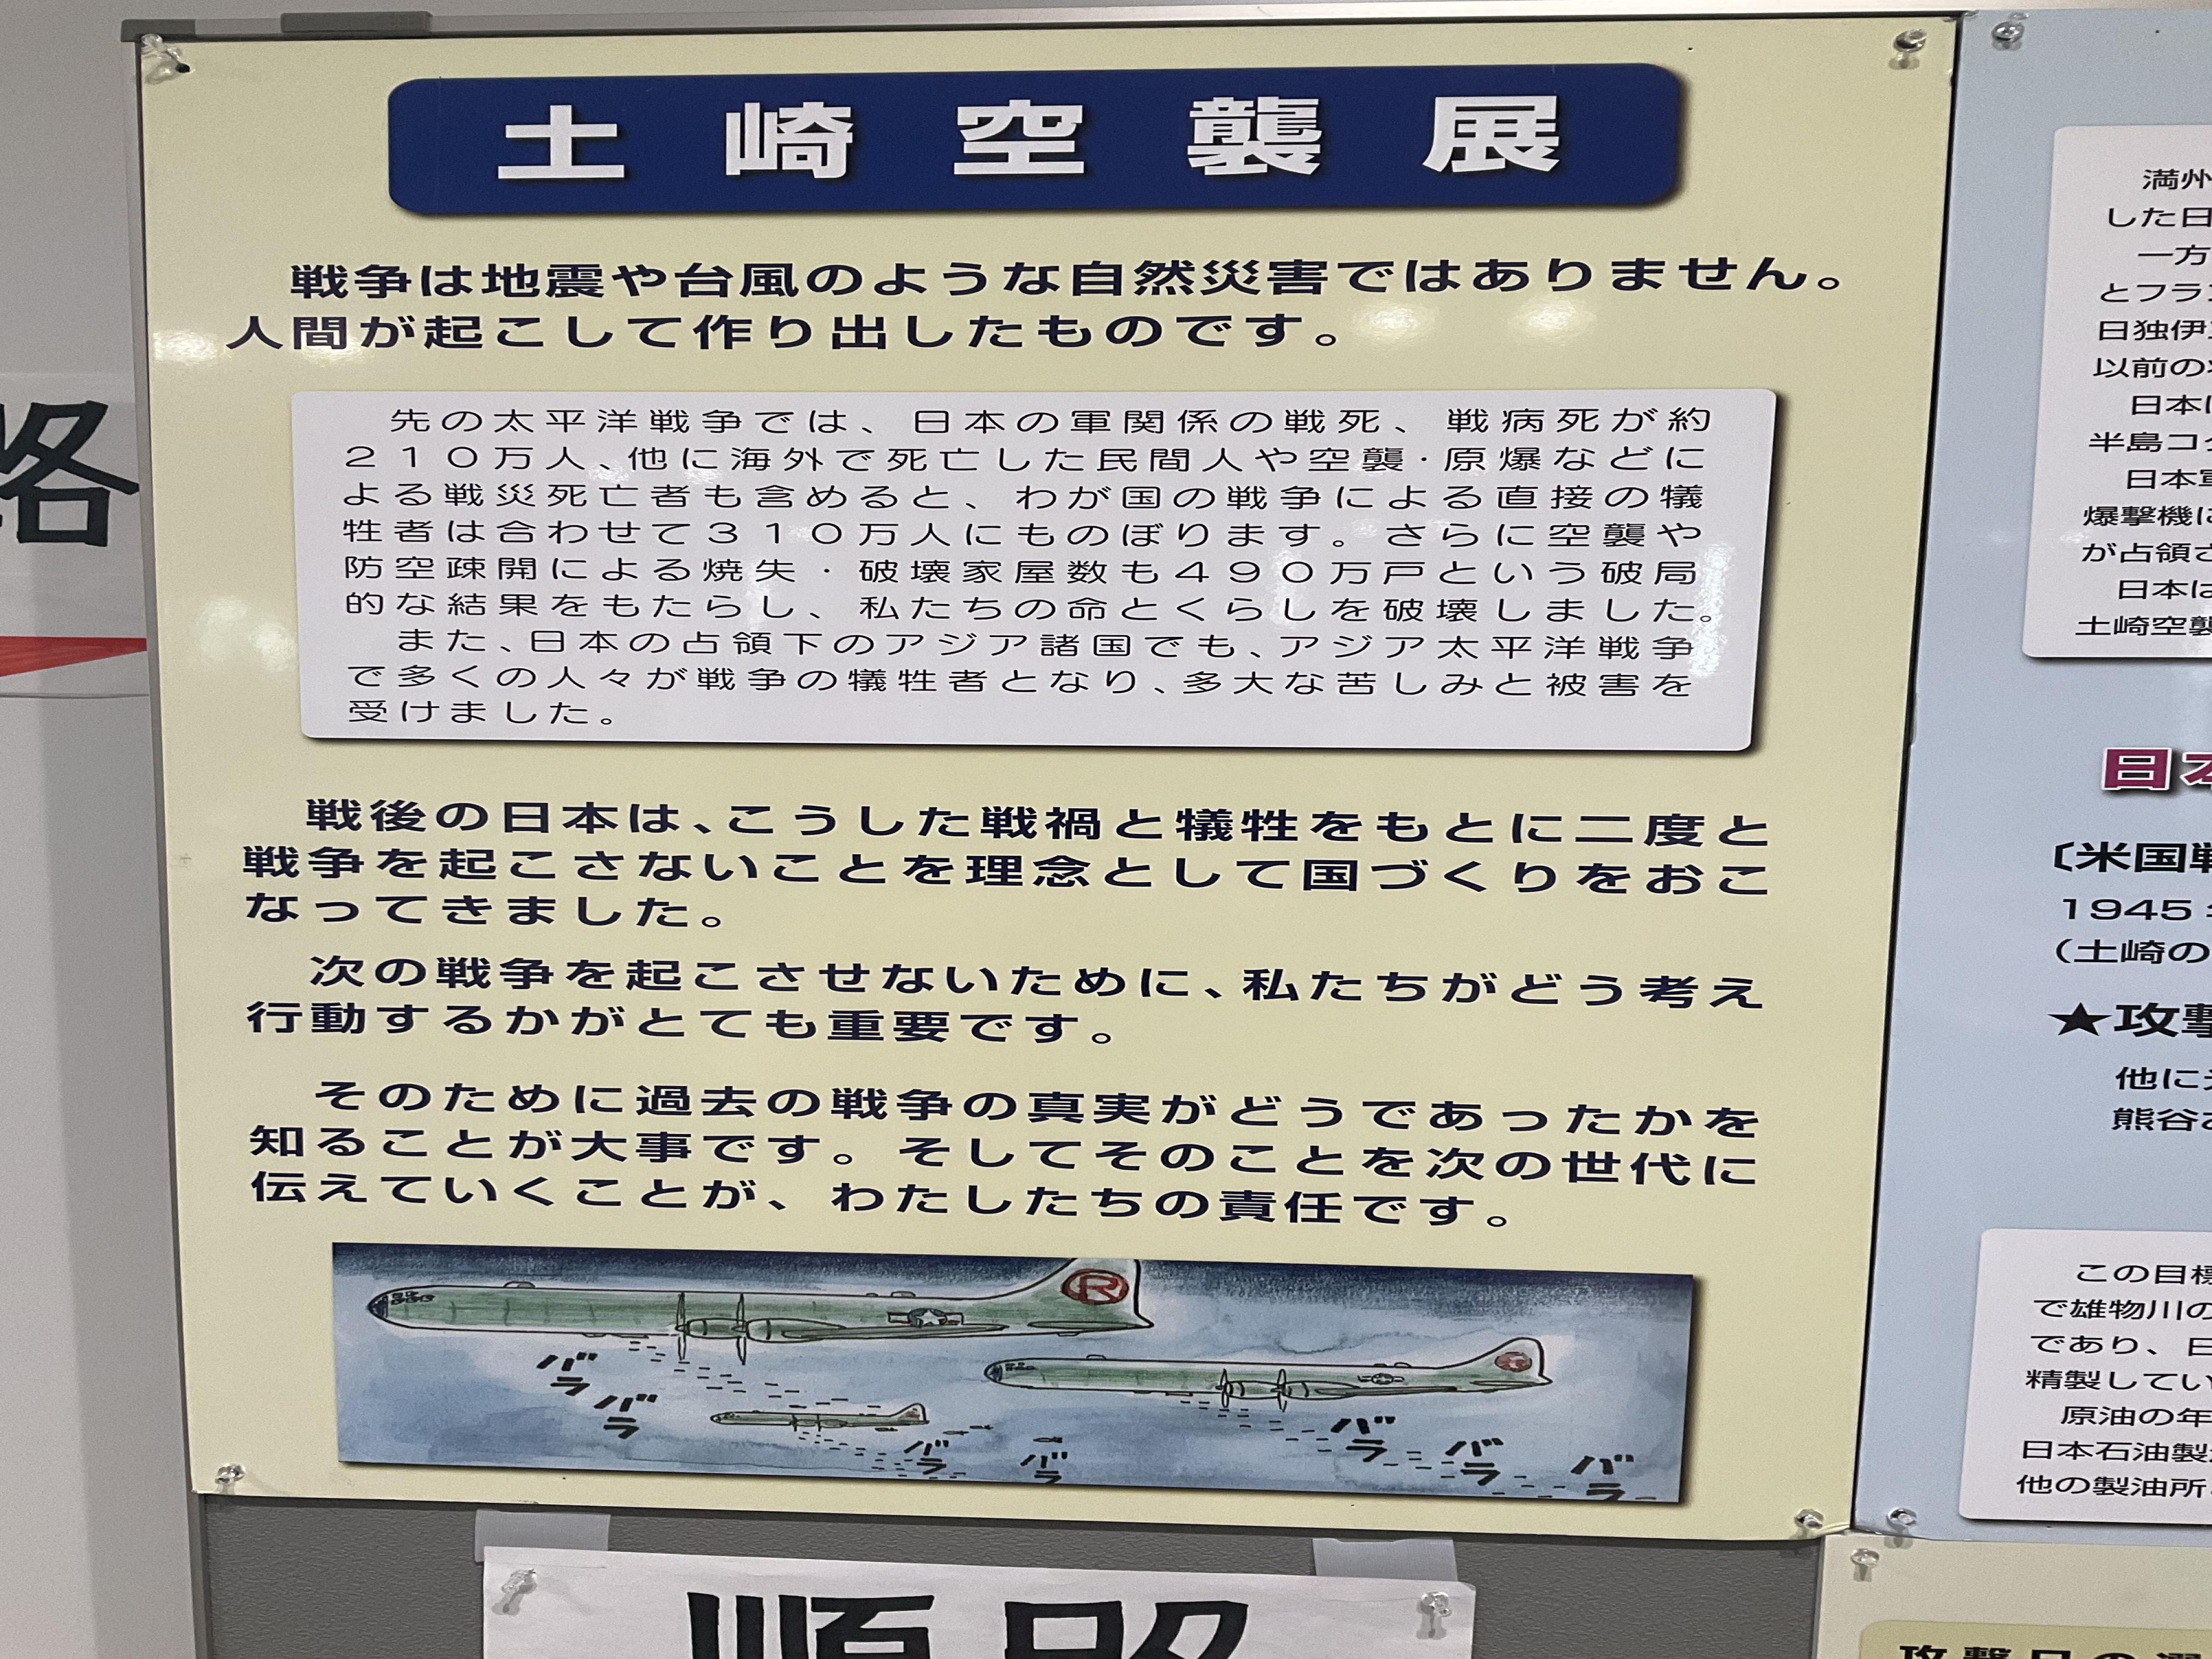 土崎空襲展
戦争は地震や台風のような自然災害ではありません。
人間が起こして作り出したものです。
先の太平洋戦争では、日本の軍関係の戦死、戦病死が約
２１０万人、他に海外で死亡した民間人や空襲・原爆などに
よる戦災死亡者も含めると、わが国の戦争による直接の犠
牲者は合わせて３１０万人にものぼります。さらに空襲や
防空疎開による焼失・破壊家屋数も４９０万戸という破局
的な結果をもたらし、私たちの命とくらしを破壊しました。
また、日本の占領下のアジア諸国でも、アジア太平洋戦争
で多くの人々が戦争の犠牲者となり、多大な苦しみと被害を
受けました。
戦後の日本は、こうした戦禍と犠牲をもとに二度と
戦争を起こさないことを理念として国づくりをおこ
なってきました。
次の戦争を起こさせないために、私たちがどう考え
行動するかがとても重要です。
そのために過去の戦争の真実がどうであったかを
知ることが大事です。そしてそのことを次の世代に
伝えていくことが、わたしたちの責任です。
R
バラ
バラ
バラ
バラ
バラ
バラ
バラ
順路
路
満州
した日
一方
とフラ
日独伊
以前の
日本は
半島コ
日本軍
爆撃機に
が占領さ
日本は
土崎空襲
日本
〔米国戦
1945
（土崎の
★攻撃
他に
熊谷
この目標
で雄物川の
であり、日
精製してい
原油の年
日本石油製
他の製油所
攻撃目の選